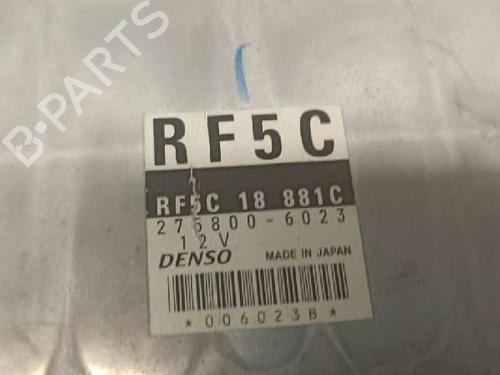 B-PARTS
RF5C
RF5C 18 881C
275800-6023
12V
DENSO MADE IN JAPAN
*0060238*